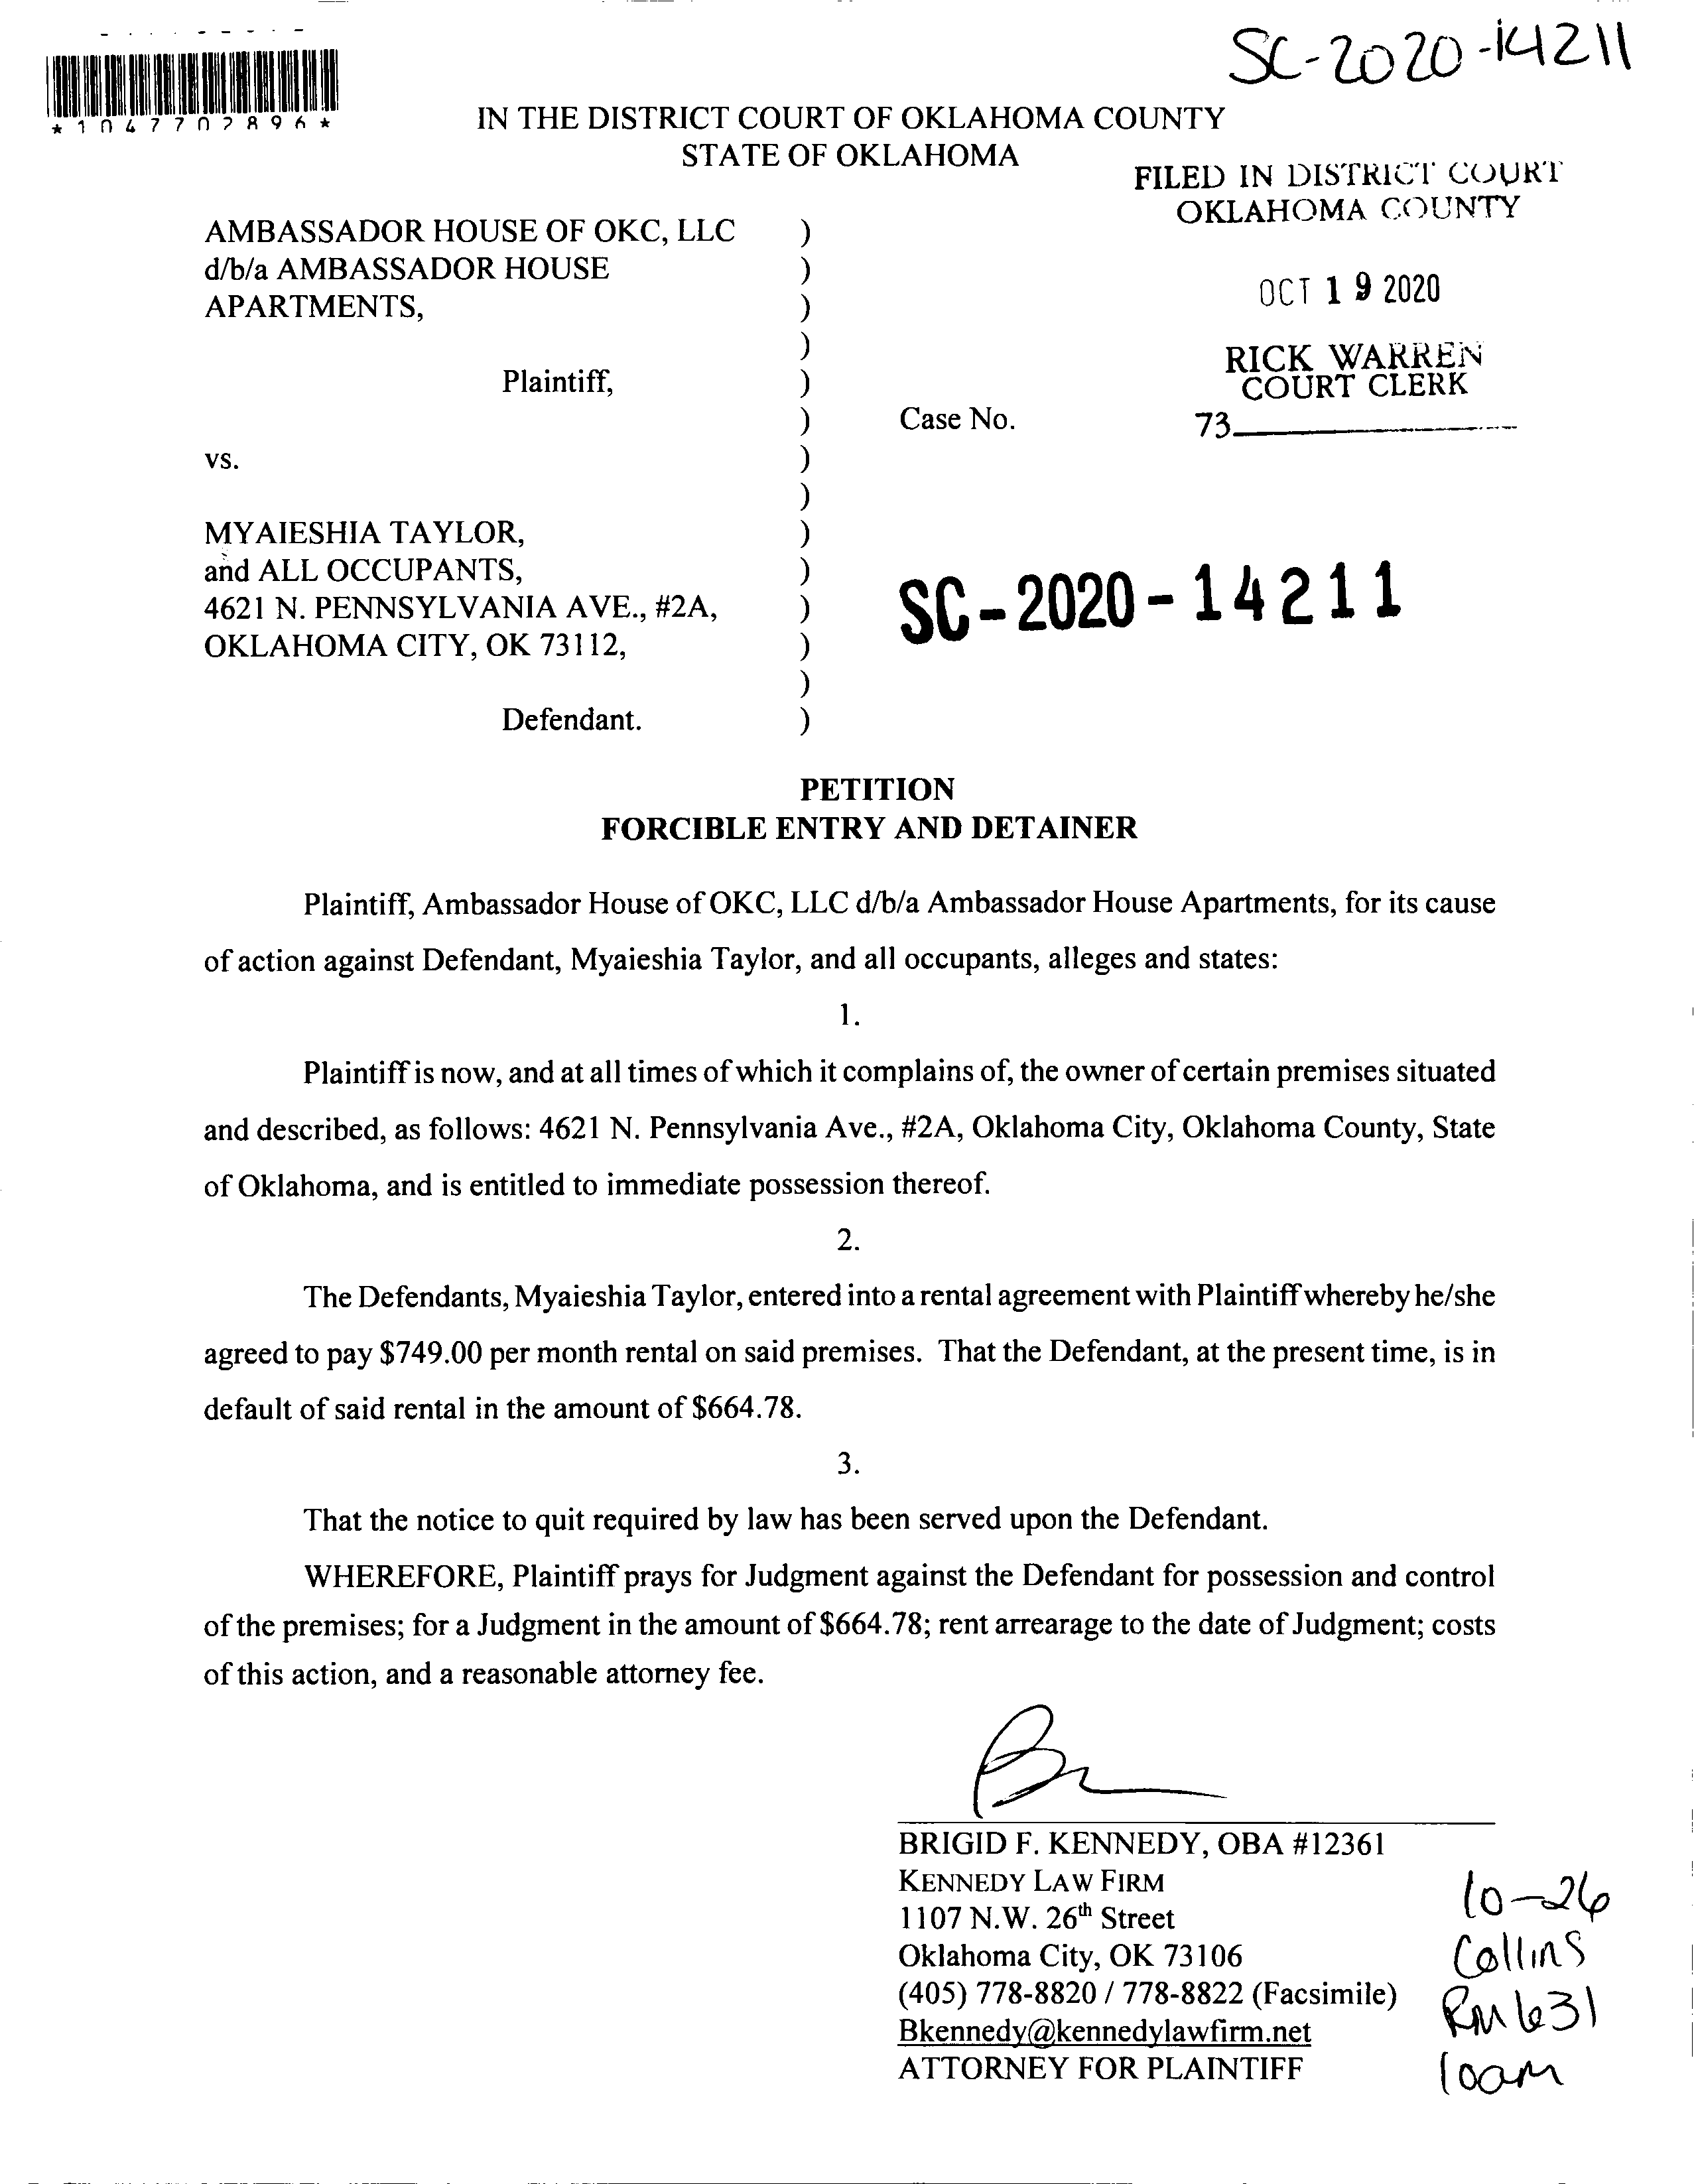 SC-2020-14211
*1047702896*
IN THE DISTRICT COURT OF OKLAHOMA COUNTY
STATE OF OKLAHOMA
FILED IN DISTRICT COURT
OKLAHOMA COUNTY
OCT 19 2020
RICK WARREN
COURT CLERK
73
AMBASSADOR HOUSE OF OKC, LLC )
d/b/a AMBASSADOR HOUSE )
APARTMENTS, )
)
Plaintiff, )
) Case No.
vs. )
)
MYAIESHIA TAYLOR, )
and ALL OCCUPANTS, )
4621 N. PENNSYLVANIA AVE., #2A, ) SC-2020-14211
OKLAHOMA CITY, OK 73112, )
)
Defendant. )
PETITION
FORCIBLE ENTRY AND DETAINER
Plaintiff, Ambassador House of OKC, LLC d/b/a Ambassador House Apartments, for its cause
of action against Defendant, Myaieshia Taylor, and all occupants, alleges and states:
1.
Plaintiff is now, and at all times of which it complains of, the owner of certain premises situated
and described, as follows: 4621 N. Pennsylvania Ave., #2A, Oklahoma City, Oklahoma County, State
of Oklahoma, and is entitled to immediate possession thereof.
2.
The Defendants, Myaieshia Taylor, entered into a rental agreement with Plaintiff whereby he/she
agreed to pay $749.00 per month rental on said premises. That the Defendant, at the present time, is in
default of said rental in the amount of $664.78.
3.
That the notice to quit required by law has been served upon the Defendant.
WHEREFORE, Plaintiff prays for Judgment against the Defendant for possession and control
of the premises; for a Judgment in the amount of $664.78; rent arrearage to the date of Judgment; costs
of this action, and a reasonable attorney fee.
BRIGID F. KENNEDY, OBA #12361
KENNEDY LAW FIRM
1107 N.W. 26th Street
Oklahoma City, OK 73106
(405) 778-8820 / 778-8822 (Facsimile)
Bkennedy@kennedylawfirm.net
ATTORNEY FOR PLAINTIFF
10-26
Collins
Rm 631
10am